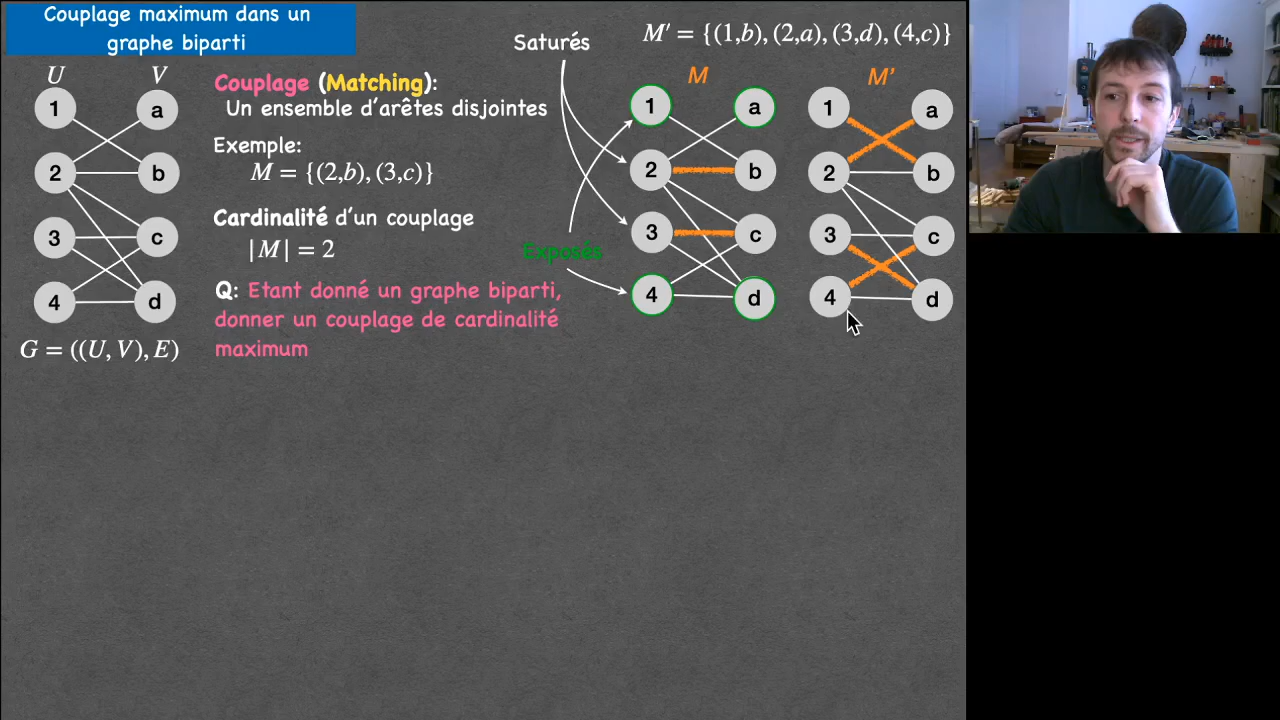 Couplage maximum dans un
graphe biparti
U V
1 a
2 b
3 c
4 d
G = ((U, V), E)
Couplage (Matching):
Un ensemble d'arêtes disjointes
Exemple:
M = {(2,b), (3,c)}
Cardinalité d'un couplage
|M| = 2
Q: Etant donné un graphe biparti,
donner un couplage de cardinalité
maximum
Saturés
Exposés
M
1 a
2 b
3 c
4 d
M′ = {(1,b), (2,a), (3,d), (4,c)}
M'
1 a
2 b
3 c
4 d